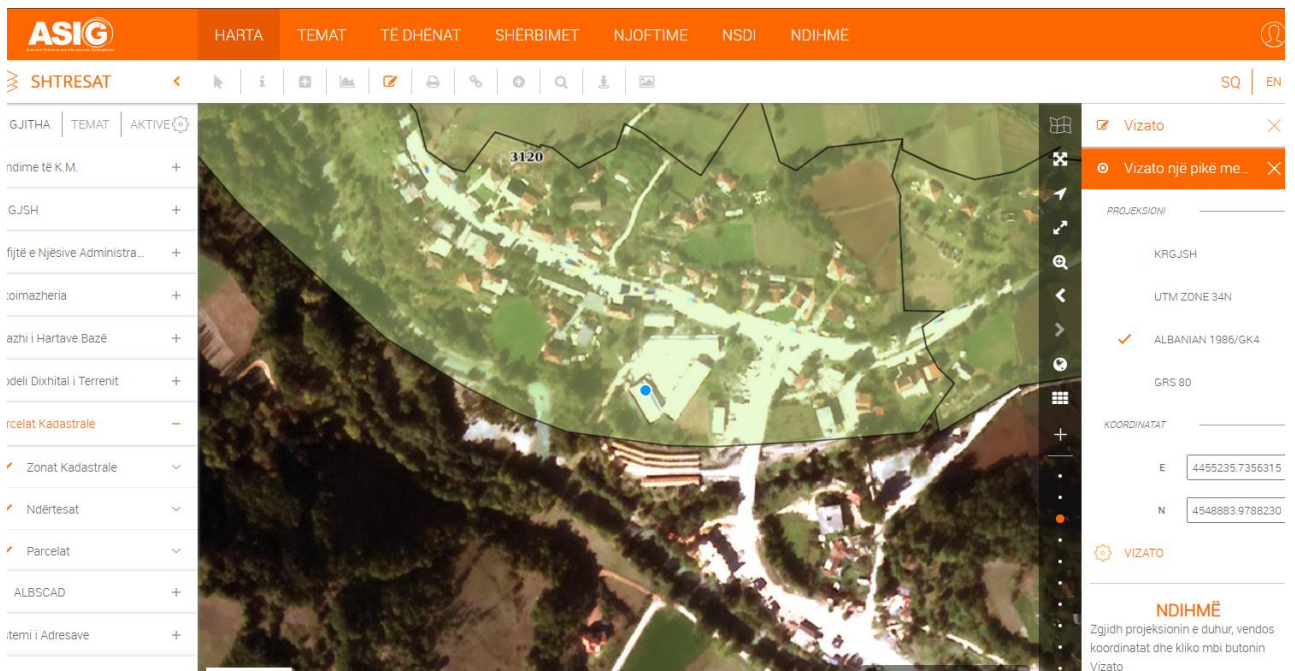 ASIG
HARTA TEMAT TË DHËNAT SHËRBIMET NJOFTIME NSDI NDIHMË
SHTRESAT
SQ EN
GJITHA TEMAT AKTIVE
ndime të K.M.
GJSH
fijtë e Njësive Administra...
toimazheria
azhi i Hartave Bazë
deli Dixhital i Terrenit
rcelat Kadastrale
Zonat Kadastrale
Ndërtesat
Parcelat
ALBSCAD
stemi i Adresave
3120
Vizato
Vizato një pikë me...
PROJEKSIONI
KRGJSH
UTM ZONE 34N
ALBANIAN 1986/GK4
GRS 80
KOORDINATAT
E 4455235.7356315
N 4548883.9788230
VIZATO
NDIHMË
Zgjidh projeksionin e duhur, vendos
koordinatat dhe kliko mbi butonin
Vizato